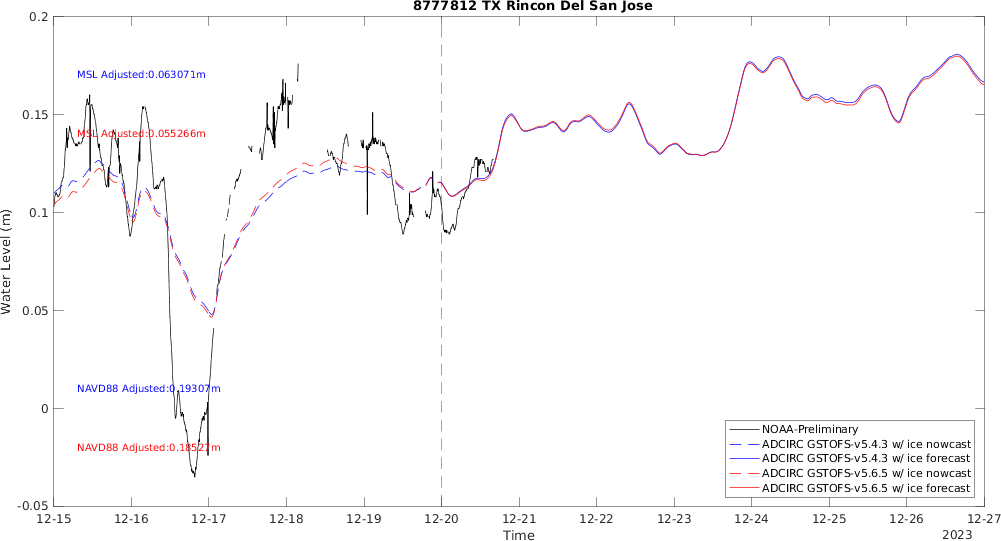 8777812 TX Rincon Del San Jose
0.2
MSL Adjusted:0.063071m
0.15
MSL Adjusted:0.055266m
0.1
Water Level (m)
0.05
NAVD88 Adjusted:0.19307m
0
NAVD88 Adjusted:0.18527m
-0.05
NOAA-Preliminary
ADCIRC GSTOFS-v5.4.3 w/ ice nowcast
ADCIRC GSTOFS-v5.4.3 w/ ice forecast
ADCIRC GSTOFS-v5.6.5 w/ ice nowcast
ADCIRC GSTOFS-v5.6.5 w/ ice forecast
12-15 12-16 12-17 12-18 12-19 12-20 12-21 12-22 12-23 12-24 12-25 12-26 12-27
Time
2023